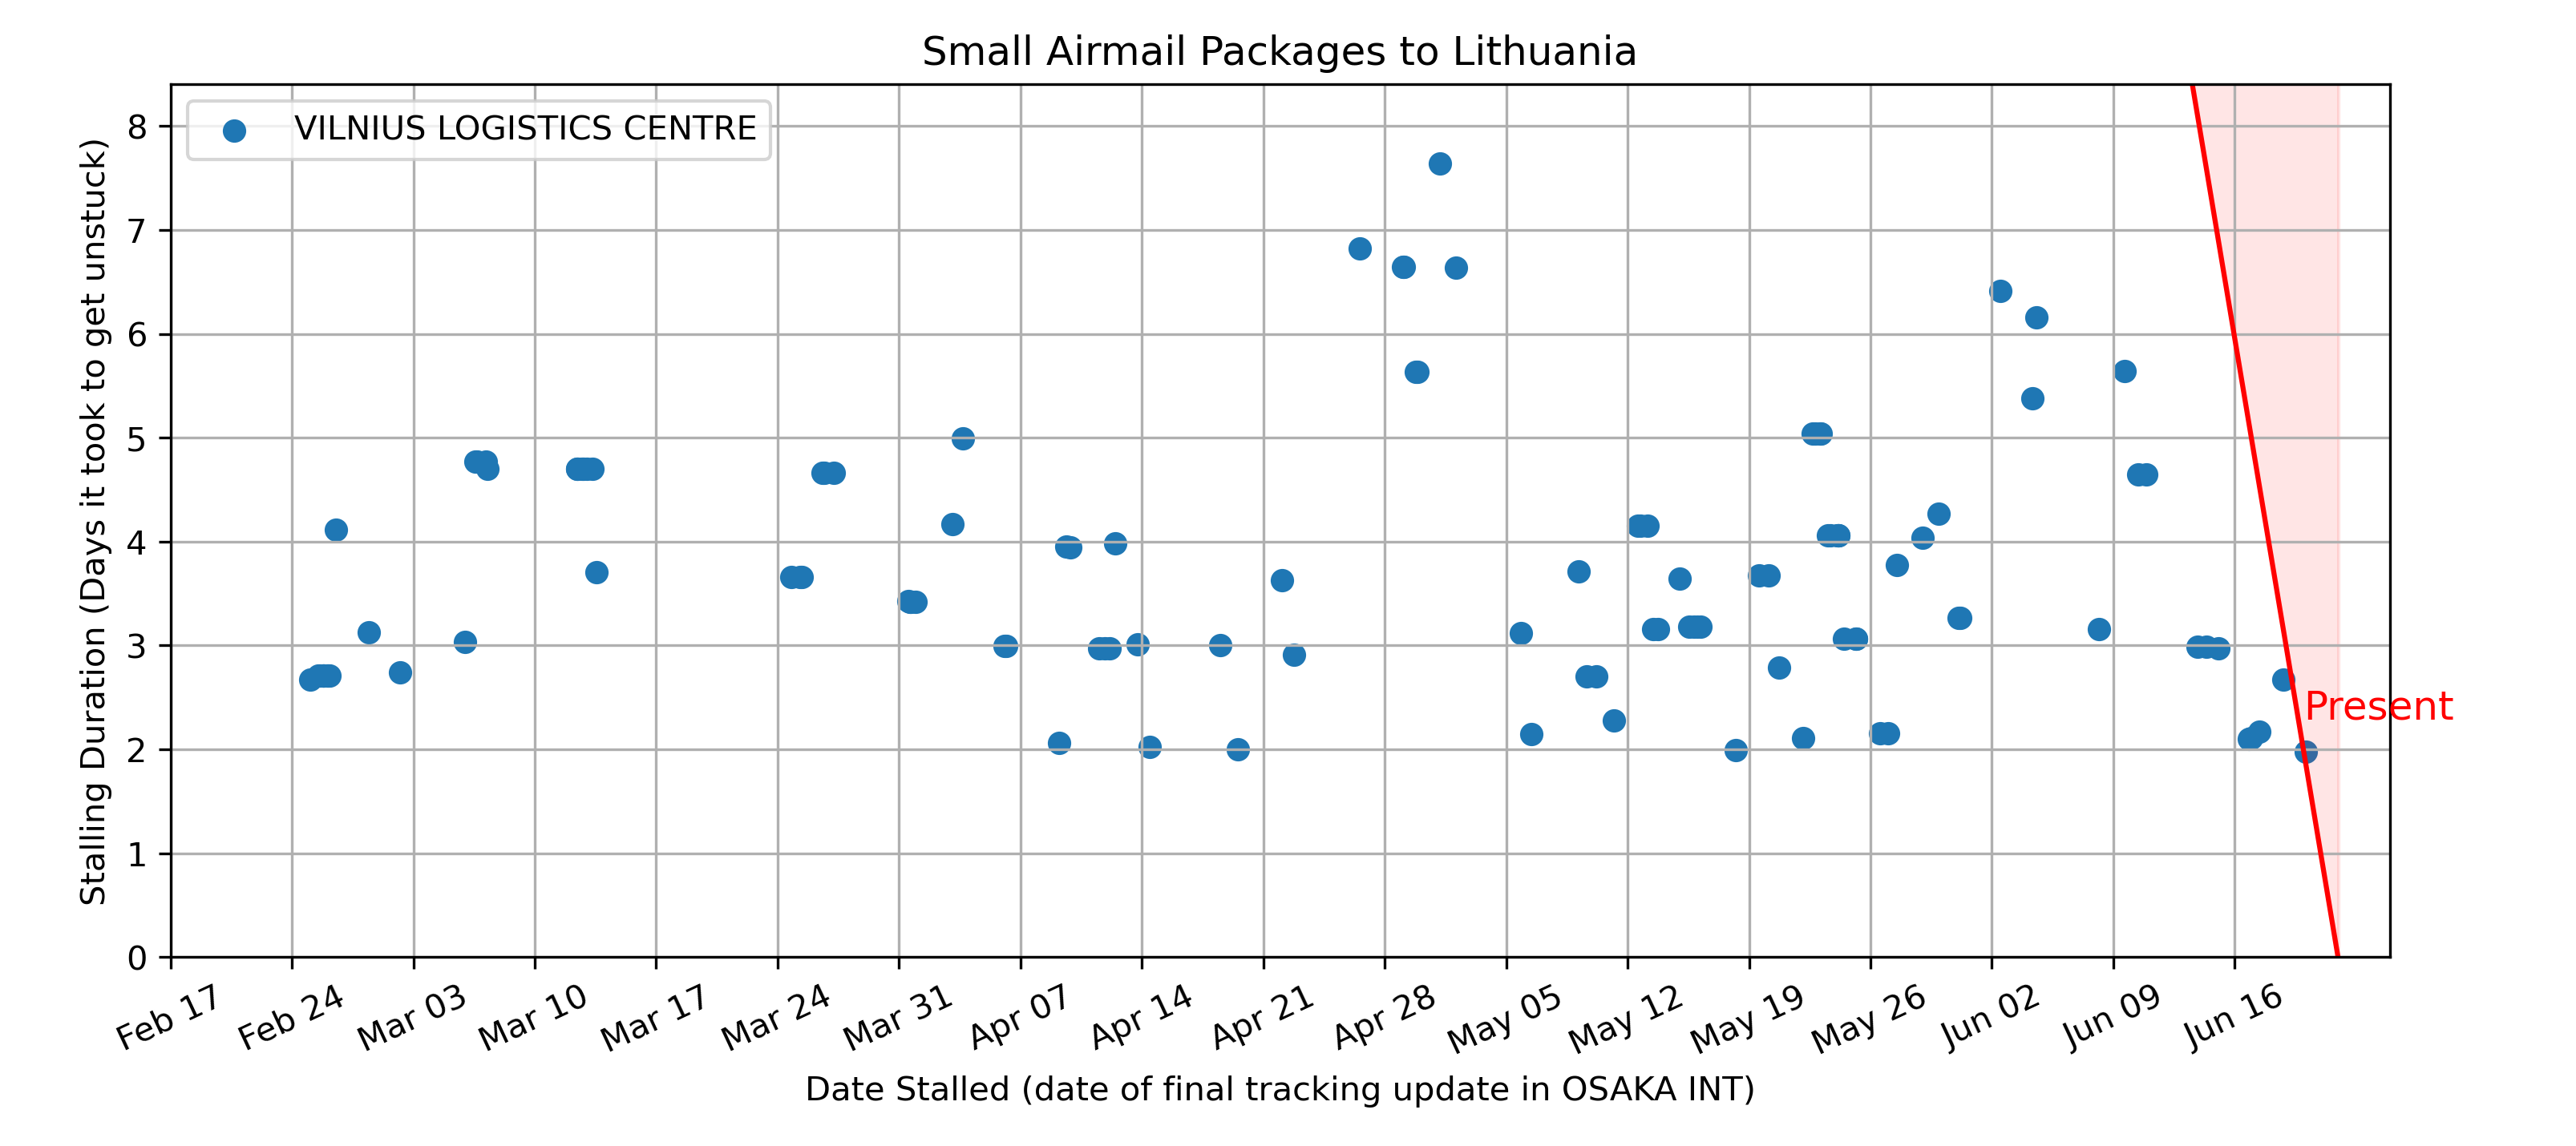 Small Airmail Packages to Lithuania
VILNIUS LOGISTICS CENTRE
Stalling Duration (Days it took to get unstuck)
8
7
6
5
4
3
2
1
0
Present
Feb 17
Feb 24
Mar 03
Mar 10
Mar 17
Mar 24
Mar 31
Apr 07
Apr 14
Apr 21
Apr 28
May 05
May 12
May 19
May 26
Jun 02
Jun 09
Jun 16
Date Stalled (date of final tracking update in OSAKA INT)